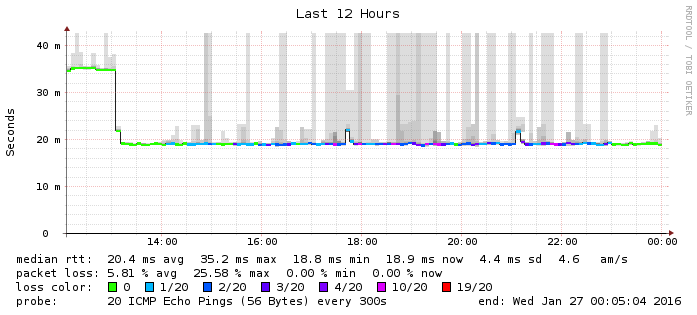 Last 12 Hours
RRDTOOL / TOBI OETIKER
Seconds
40 m
30 m
20 m
10 m
0
14:00 16:00 18:00 20:00 22:00 00:00
median rtt: 20.4 ms avg 35.2 ms max 18.8 ms min 18.9 ms now 4.4 ms sd 4.6 am/s
packet loss: 5.81 % avg 25.58 % max 0.00 % min 0.00 % now
loss color: 0 1/20 2/20 3/20 4/20 10/20 19/20
probe: 20 ICMP Echo Pings (56 Bytes) every 300s end: Wed Jan 27 00:05:04 2016